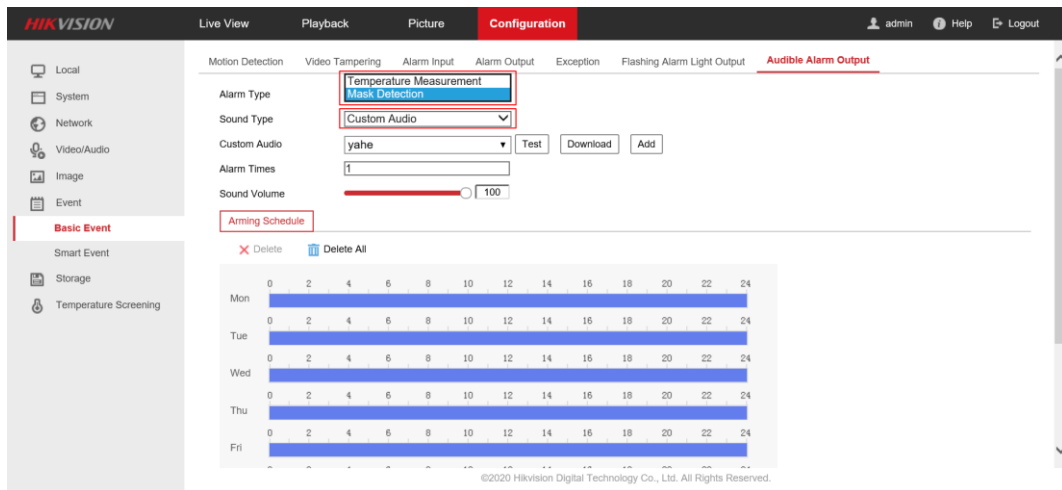 HIKVISION Live View Playback Picture Configuration admin Help Logout
Local
System
Network
Video/Audio
Image
Event
Basic Event
Smart Event
Storage
Temperature Screening
Motion Detection Video Tampering Alarm Input Alarm Output Exception Flashing Alarm Light Output Audible Alarm Output
Temperature Measurement
Alarm Type Mask Detection
Sound Type Custom Audio
Custom Audio yahe Test Download Add
Alarm Times 1
Sound Volume 100
Arming Schedule
Delete Delete All
0 2 4 6 8 10 12 14 16 18 20 22 24
Mon
0 2 4 6 8 10 12 14 16 18 20 22 24
Tue
0 2 4 6 8 10 12 14 16 18 20 22 24
Wed
0 2 4 6 8 10 12 14 16 18 20 22 24
Thu
0 2 4 6 8 10 12 14 16 18 20 22 24
Fri
©2020 Hikvision Digital Technology Co., Ltd. All Rights Reserved.